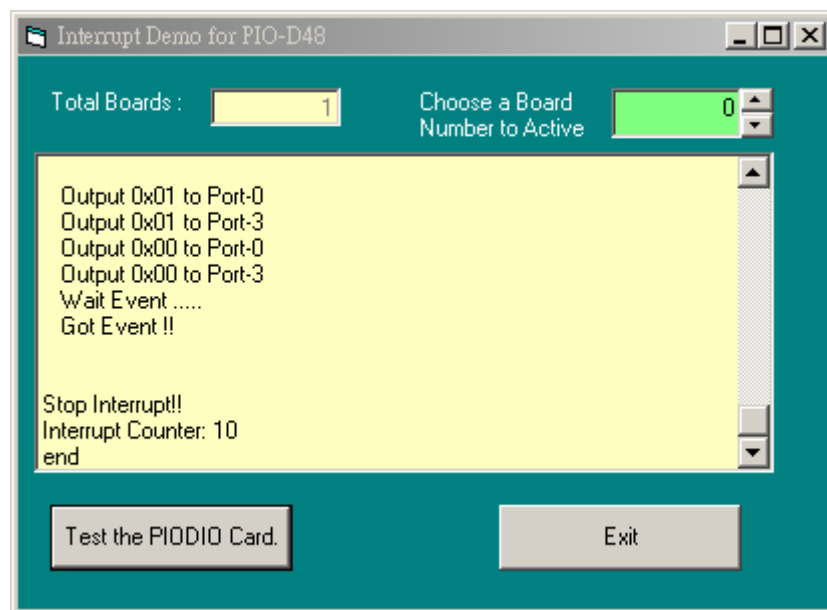 Interrupt Demo for PIO-D48
Total Boards :
1
Choose a Board
Number to Active
0
Output 0x01 to Port-0
Output 0x01 to Port-3
Output 0x00 to Port-0
Output 0x00 to Port-3
Wait Event .....
Got Event !!
Stop Interrupt!!
Interrupt Counter: 10
end
Test the PIODIO Card.
Exit